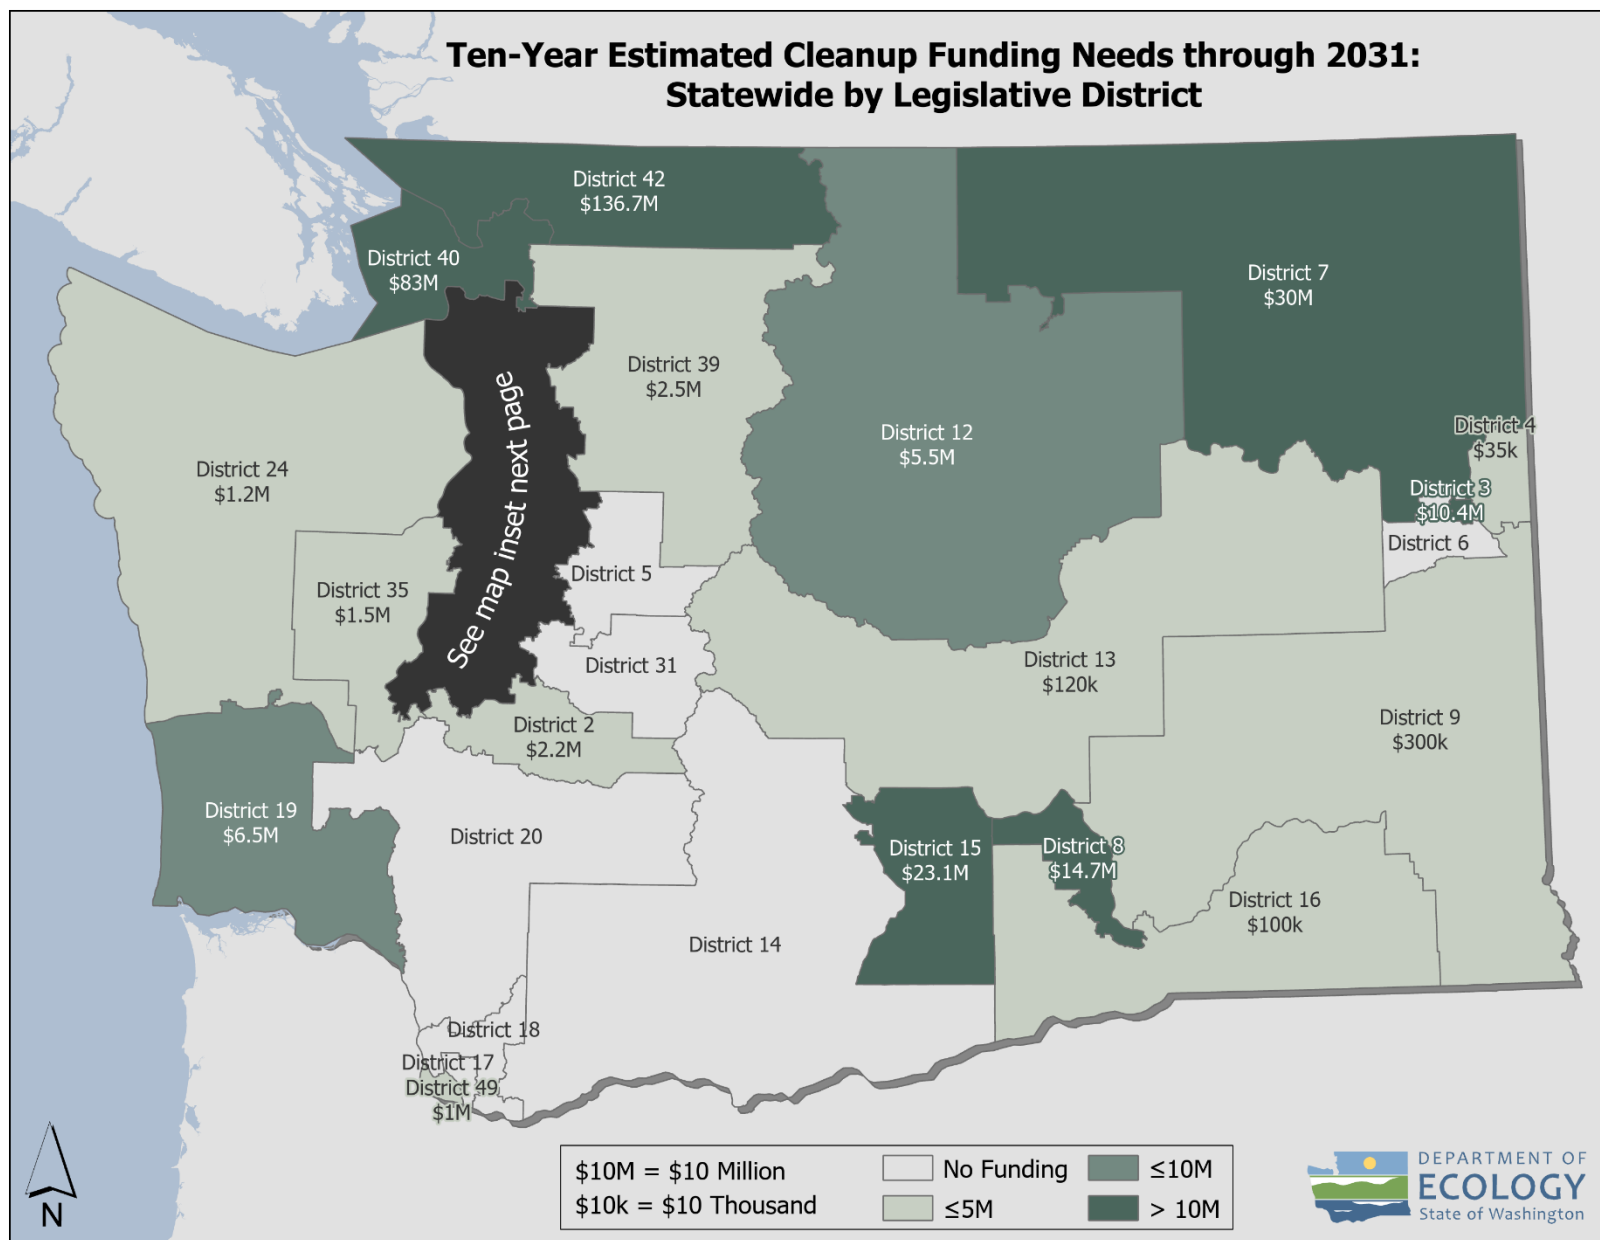 Ten-Year Estimated Cleanup Funding Needs through 2031:
Statewide by Legislative District
District 42
$136.7M
District 40
$83M
District 7
$30M
District 39
$2.5M
District 12
$5.5M
District 4
$35k
District 3
$10.4M
District 6
District 24
$1.2M
See map inset next page
District 5
District 35
$1.5M
District 31
District 13
$120k
District 2
$2.2M
District 9
$300k
District 19
$6.5M
District 20
District 15
$23.1M
District 8
$14.7M
District 16
$100k
District 14
District 18
District 17
District 49
$1M
N
$10M = $10 Million
$10k = $10 Thousand
No Funding
≤5M
≤10M
> 10M
DEPARTMENT OF
ECOLOGY
State of Washington